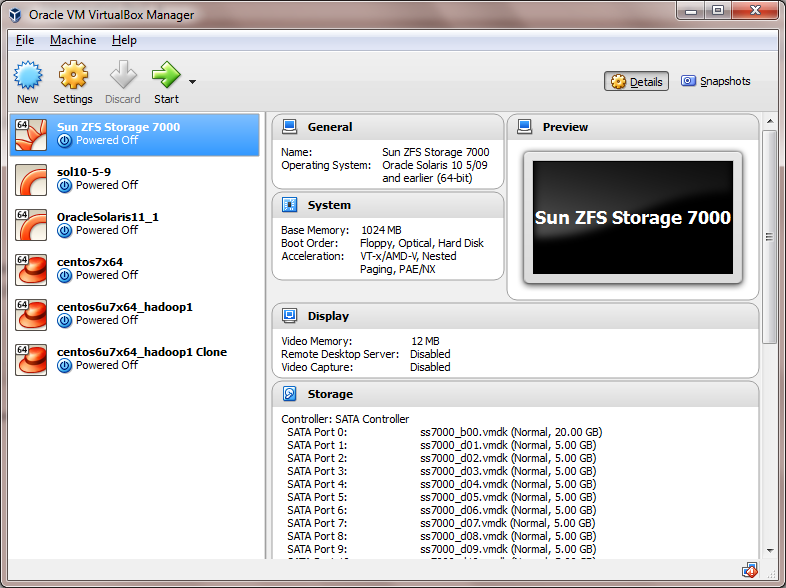 Oracle VM VirtualBox Manager
File Machine Help
New Settings Discard Start Details Snapshots
64 Sun ZFS Storage 7000
Powered Off
sol10-5-9
Powered Off
64 OracleSolaris11_1
Powered Off
64 centos7x64
Powered Off
64 centos6u7x64_hadoop1
Powered Off
64 centos6u7x64_hadoop1 Clone
Powered Off
General
Name: Sun ZFS Storage 7000
Operating System: Oracle Solaris 10 5/09
and earlier (64-bit)
System
Base Memory: 1024 MB
Boot Order: Floppy, Optical, Hard Disk
Acceleration: VT-x/AMD-V, Nested
Paging, PAE/NX
Preview
Sun ZFS Storage 7000
Display
Video Memory: 12 MB
Remote Desktop Server: Disabled
Video Capture: Disabled
Storage
Controller: SATA Controller
SATA Port 0: ss7000_b00.vmdk (Normal, 20.00 GB)
SATA Port 1: ss7000_d01.vmdk (Normal, 5.00 GB)
SATA Port 2: ss7000_d02.vmdk (Normal, 5.00 GB)
SATA Port 3: ss7000_d03.vmdk (Normal, 5.00 GB)
SATA Port 4: ss7000_d04.vmdk (Normal, 5.00 GB)
SATA Port 5: ss7000_d05.vmdk (Normal, 5.00 GB)
SATA Port 6: ss7000_d06.vmdk (Normal, 5.00 GB)
SATA Port 7: ss7000_d07.vmdk (Normal, 5.00 GB)
SATA Port 8: ss7000_d08.vmdk (Normal, 5.00 GB)
SATA Port 9: ss7000_d09.vmdk (Normal, 5.00 GB)